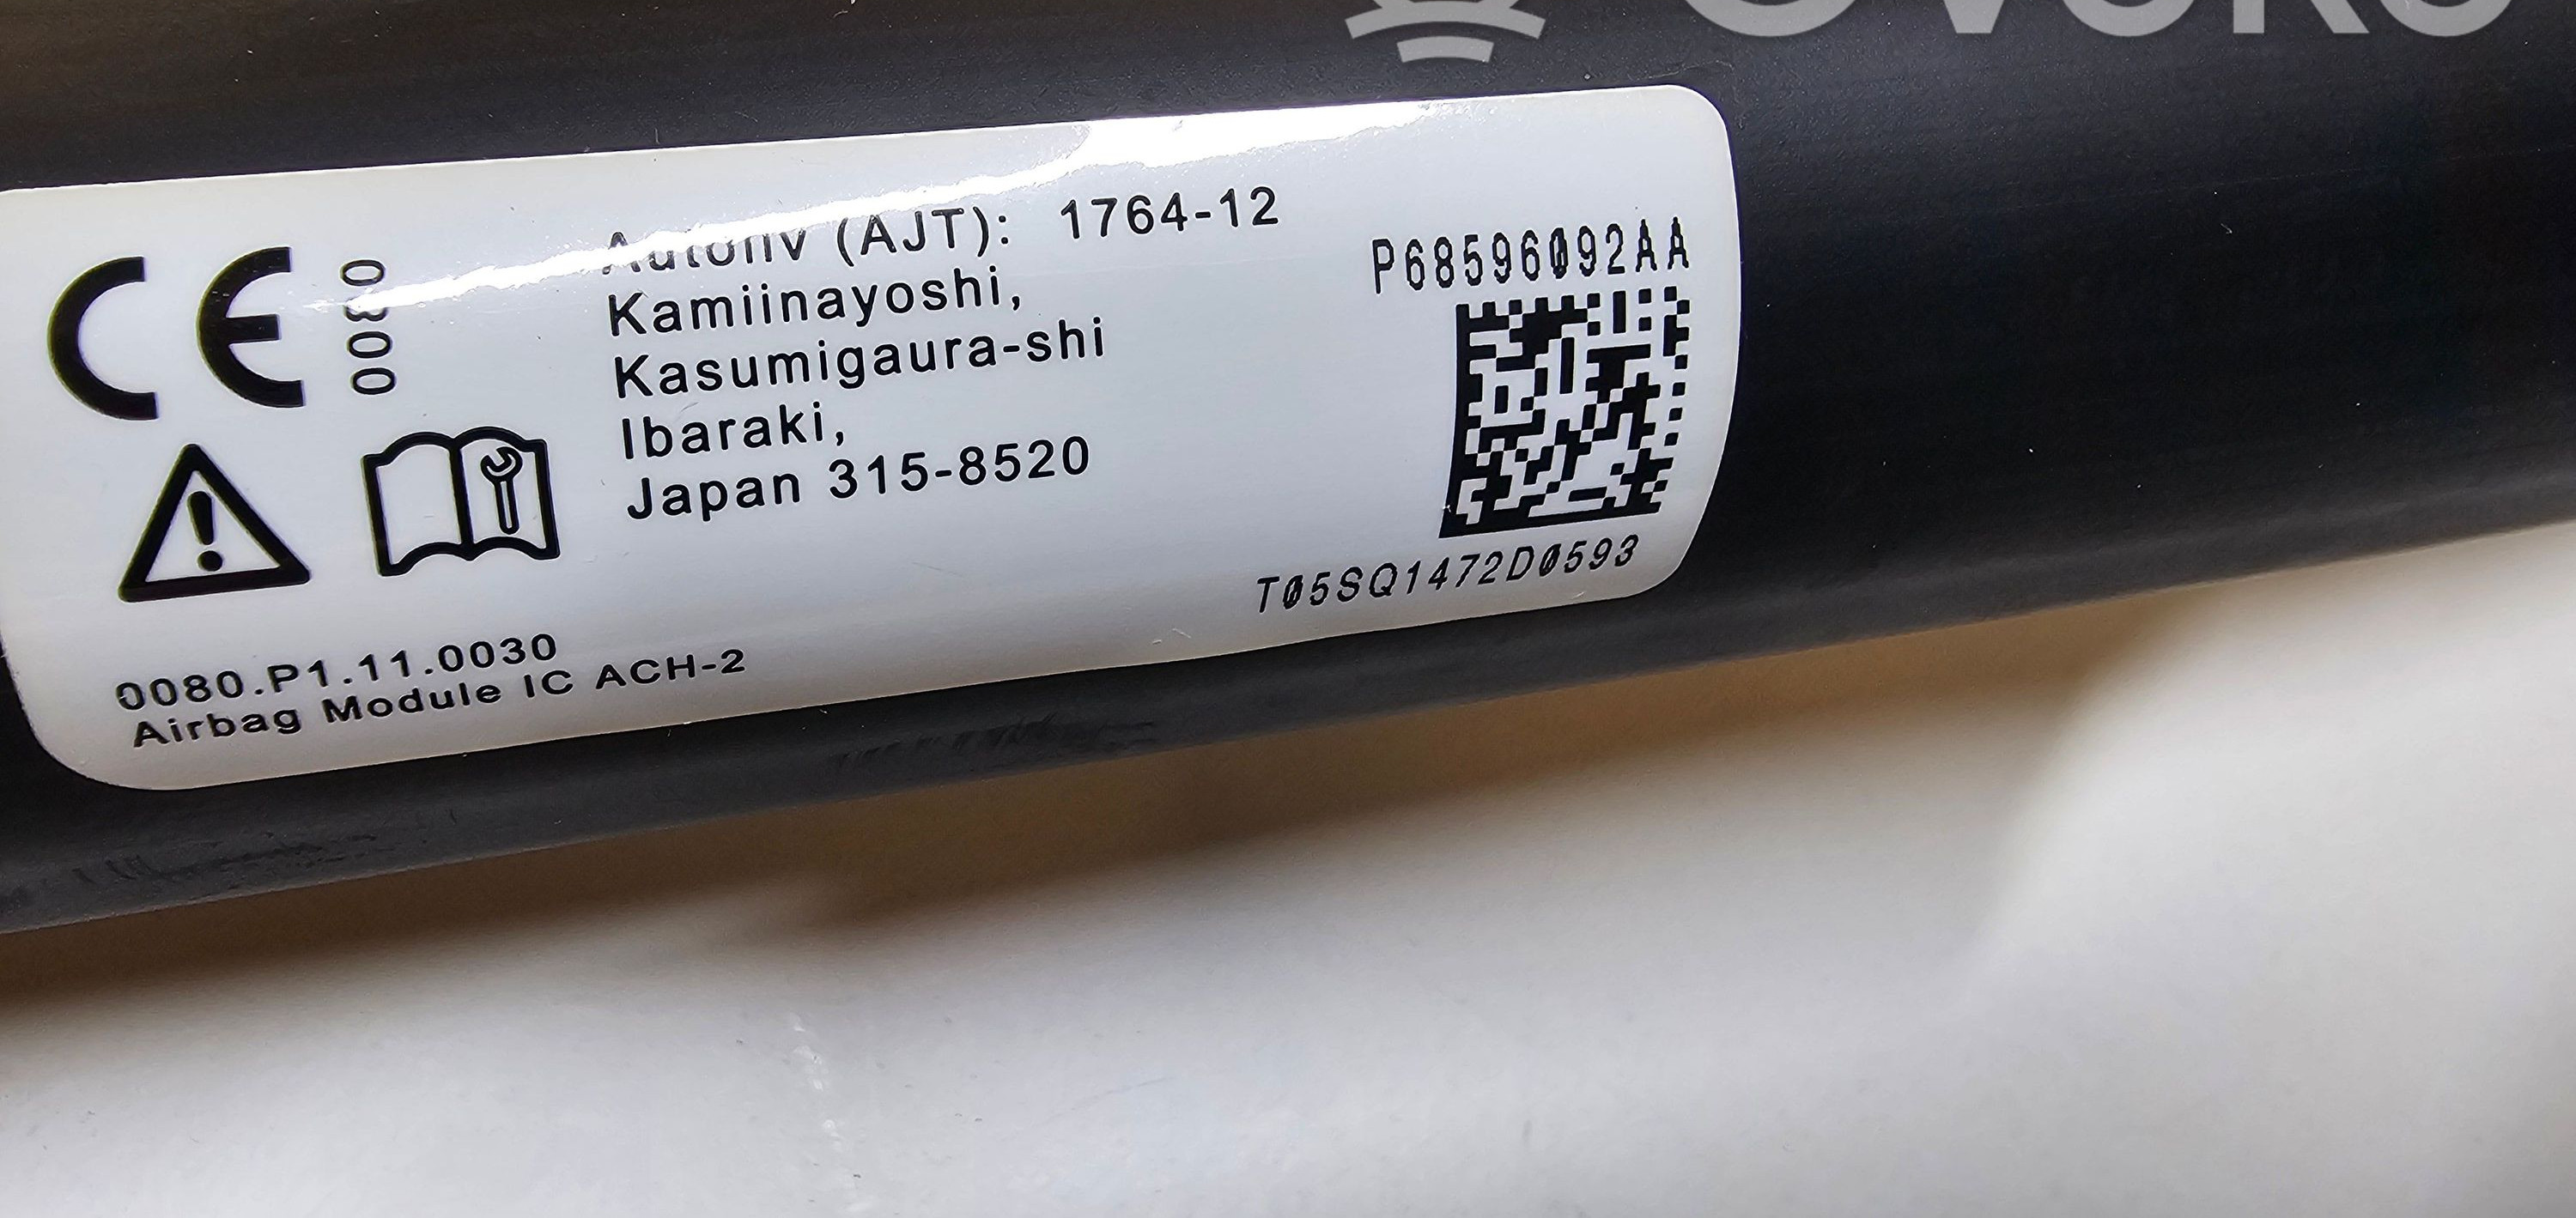 CE 0300
Autoliv (AJT): 1764-12
Kamiinayoshi,
Kasumigaura-shi
Ibaraki,
Japan 315-8520
P68596092AA
T05SQ1472D0593
0080.P1.11.0030
Airbag Module IC ACH-2